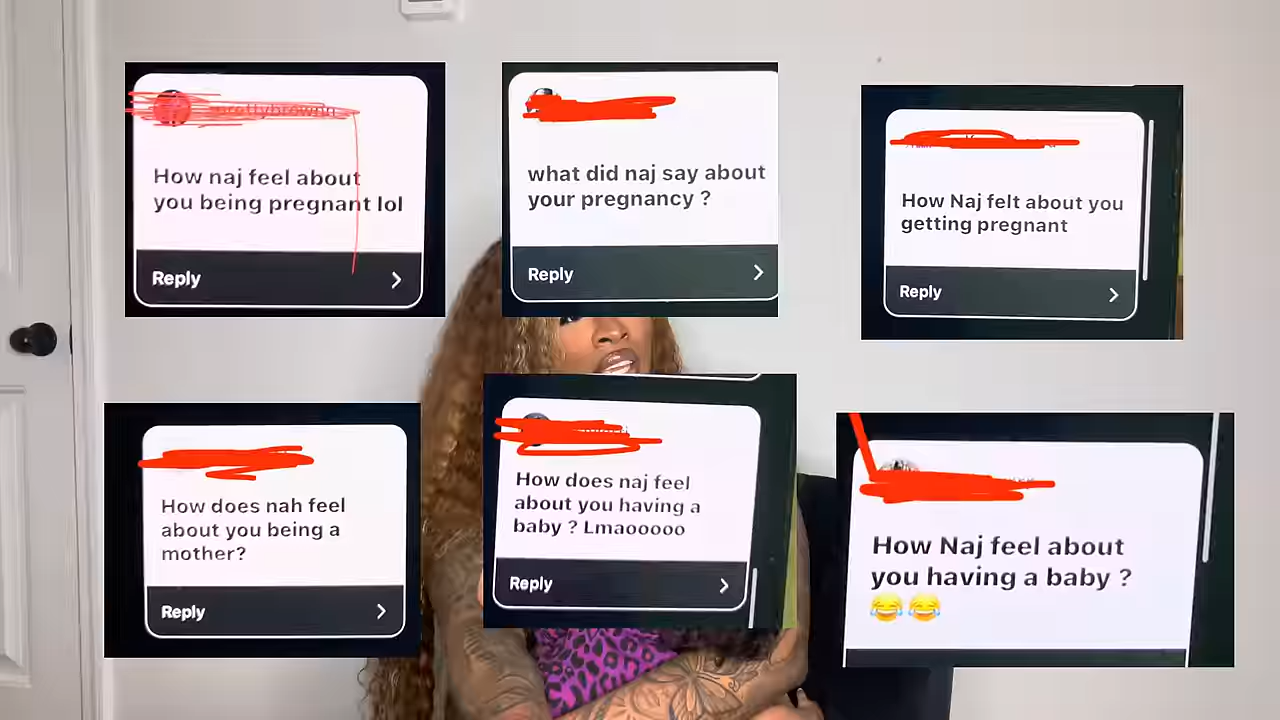 How naj feel about
you being pregnant lol
Reply
what did naj say about
your pregnancy ?
Reply
How Naj felt about you
getting pregnant
Reply
How does nah feel
about you being a
mother?
Reply
How does naj feel
about you having a
baby ? Lmaooooo
Reply
How Naj feel about
you having a baby ?
😂😂